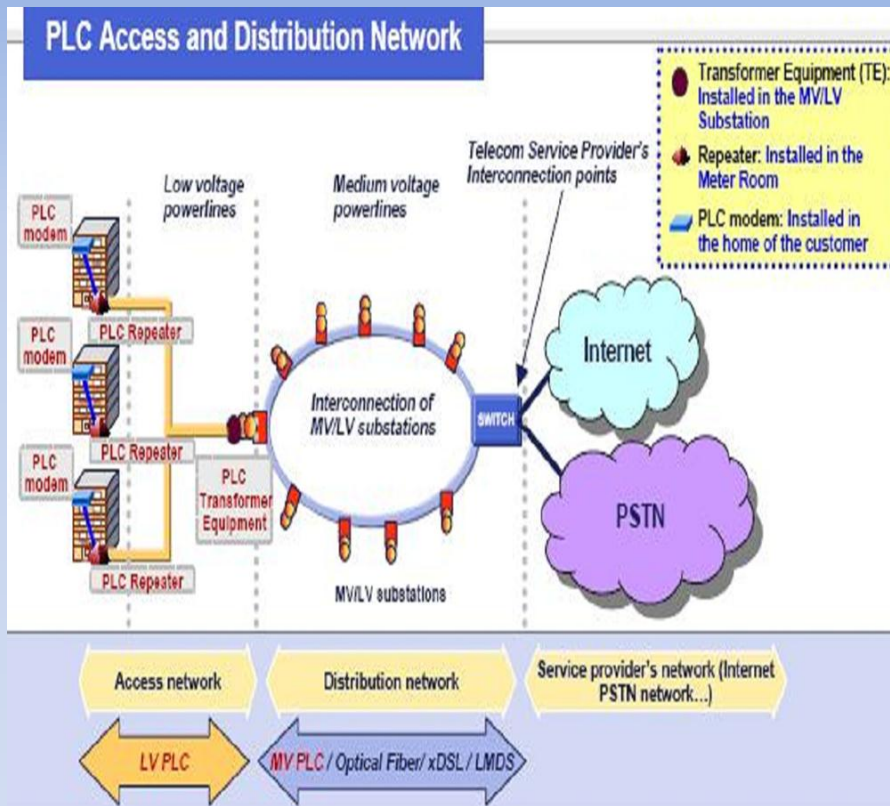 PLC Access and Distribution Network
Transformer Equipment (TE):
Installed in the MV/LV
Substation
Repeater: Installed in the
Meter Room
PLC modem: Installed in
the home of the customer
Telecom Service Provider's
Interconnection points
Low voltage
powerlines
Medium voltage
powerlines
PLC
modem
PLC Repeater
PLC
modem
PLC Repeater
PLC
modem
PLC Repeater
PLC
Transformer
Equipment
Interconnection of
MV/LV substations
MV/LV substations
SWITCH
Internet
PSTN
Access network
Distribution network
Service provider's network (Internet
PSTN network...)
LV PLC
MV PLC / Optical Fiber/ xDSL / LMDS